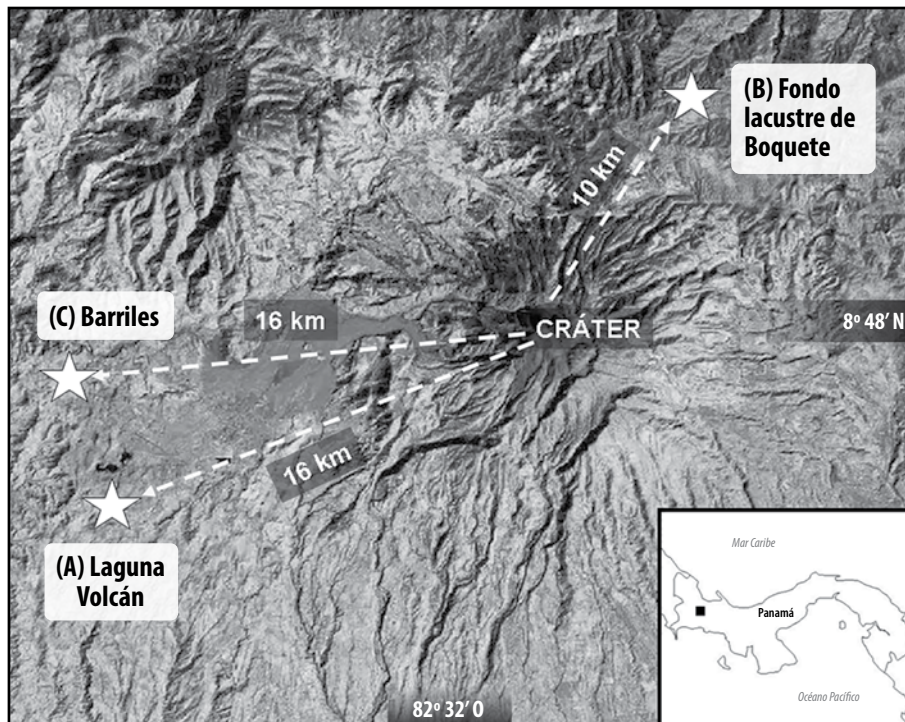 (B) Fondo
lacustre de
Boquete
10 km
(C) Barriles
16 km
CRÁTER
8º 48’ N
16 km
(A) Laguna
Volcán
Mar Caribe
Panamá
Océano Pacífico
82º 32’ O